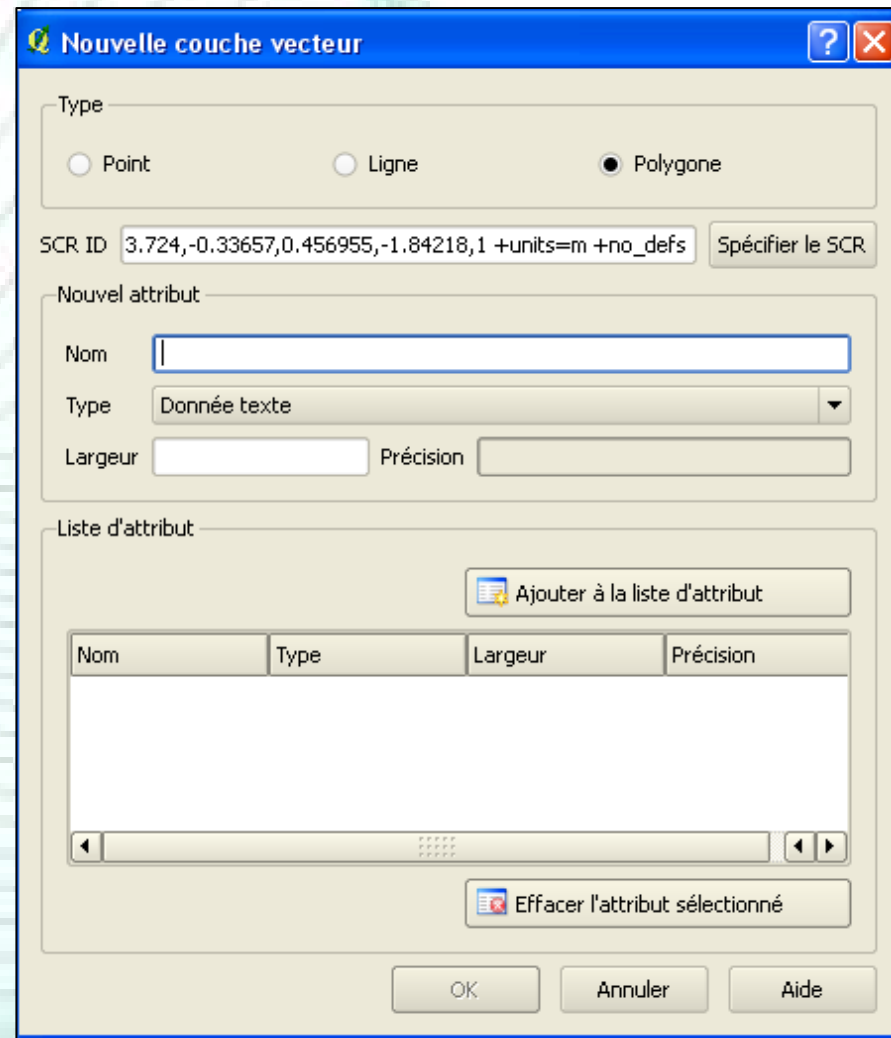 Nouvelle couche vecteur
Type
Point Ligne Polygone
SCR ID 3.724,-0.33657,0.456955,-1.84218,1 +units=m +no_defs Spécifier le SCR
Nouvel attribut
Nom
Type Donnée texte
Largeur Précision
Liste d'attribut
Ajouter à la liste d'attribut
Nom Type Largeur Précision
Effacer l'attribut sélectionné
OK Annuler Aide